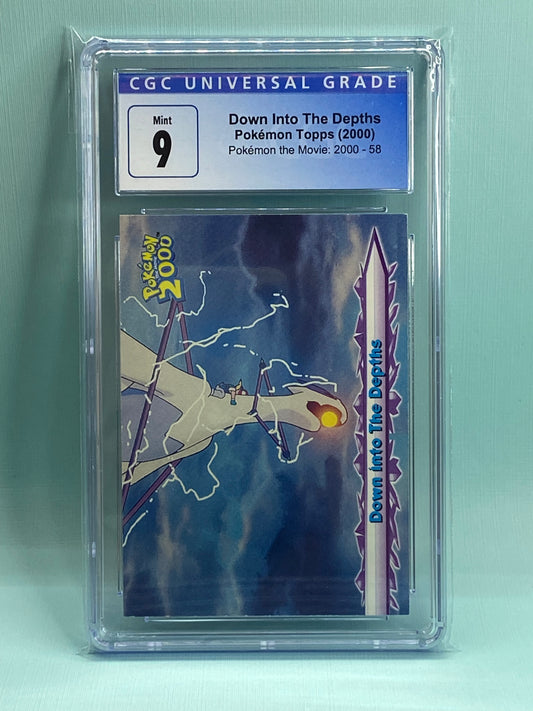 CGC UNIVERSAL GRADE
Mint
9
Down Into The Depths
Pokémon Topps (2000)
Pokémon the Movie: 2000 - 58
POKéMON
2000
Down Into The Depths